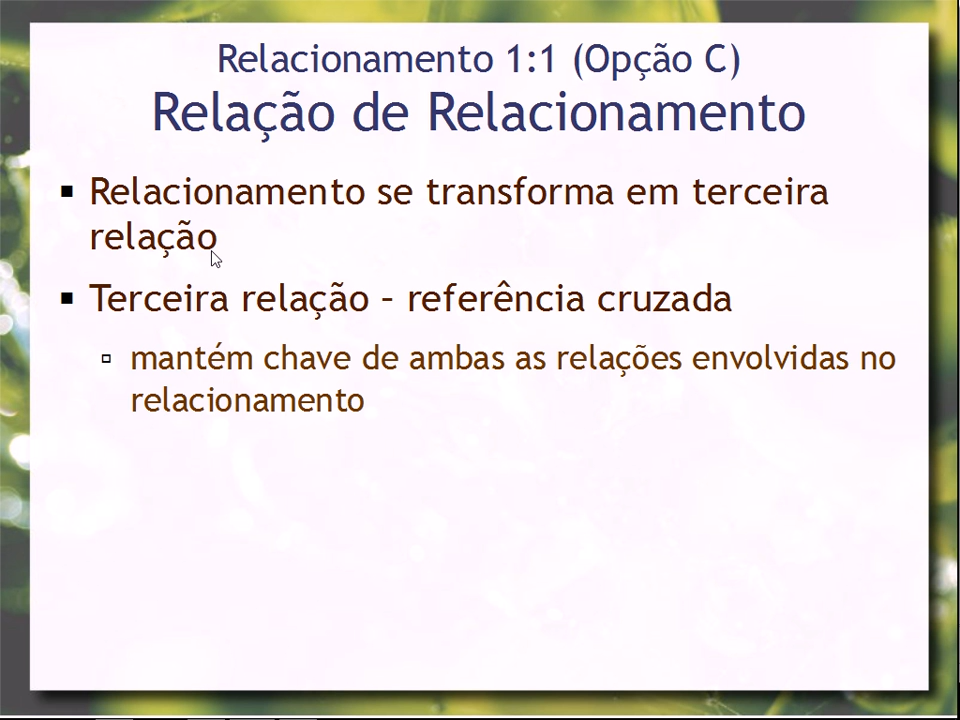 Relacionamento 1:1 (Opção C)
Relação de Relacionamento
Relacionamento se transforma em terceira
relação
Terceira relação – referência cruzada
mantém chave de ambas as relações envolvidas no
relacionamento